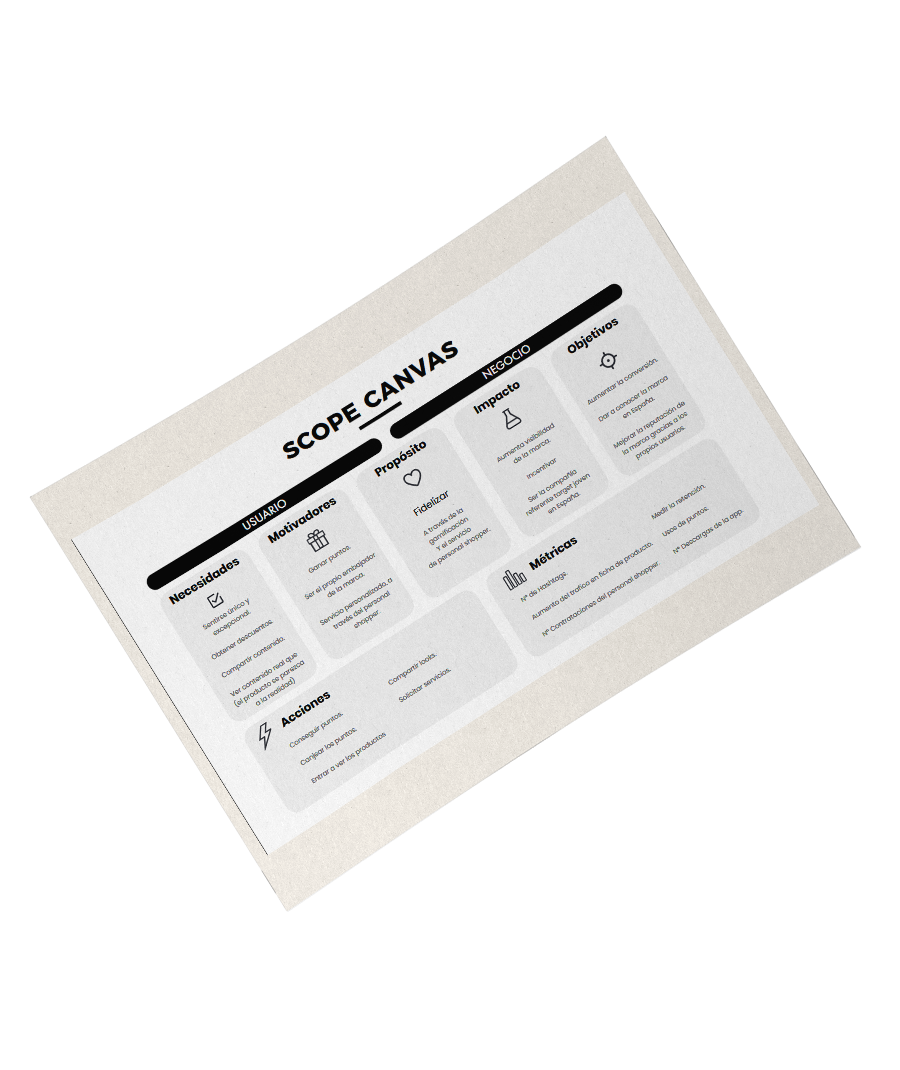 SCOPE CANVAS
USUARIO
NEGOCIO
Necesidades
Sentirse único y
excepcional.
Obtener descuentos.
Compartir contenido.
Ver contenido real que
(el producto se parezca
a la realidad)
Motivadores
Ganar puntos.
Ser el propio embajador
de la marca.
Servicio personalizado, a
través del personal
shopper.
Propósito
Fidelizar
A través de la
gamificación
Y el servicio
de personal shopper.
Impacto
Aumenta visibilidad
de la marca.
Incentivar
Ser la compañía
referente target joven
en España.
Objetivos
Aumentar la conversión.
Dar a conocer la marca
en España.
Mejorar la reputación de
la marca gracias a los
propios usuarios.
Acciones
Conseguir puntos.
Canjear los puntos.
Entrar a ver los productos
Compartir looks.
Solicitar servicios.
Métricas
Nº de Hashtags.
Aumento del trafico en ficha de producto.
Nº Contrataciones del personal shopper.
Medir la retención.
Usos de puntos.
Nº Descargas de la app.